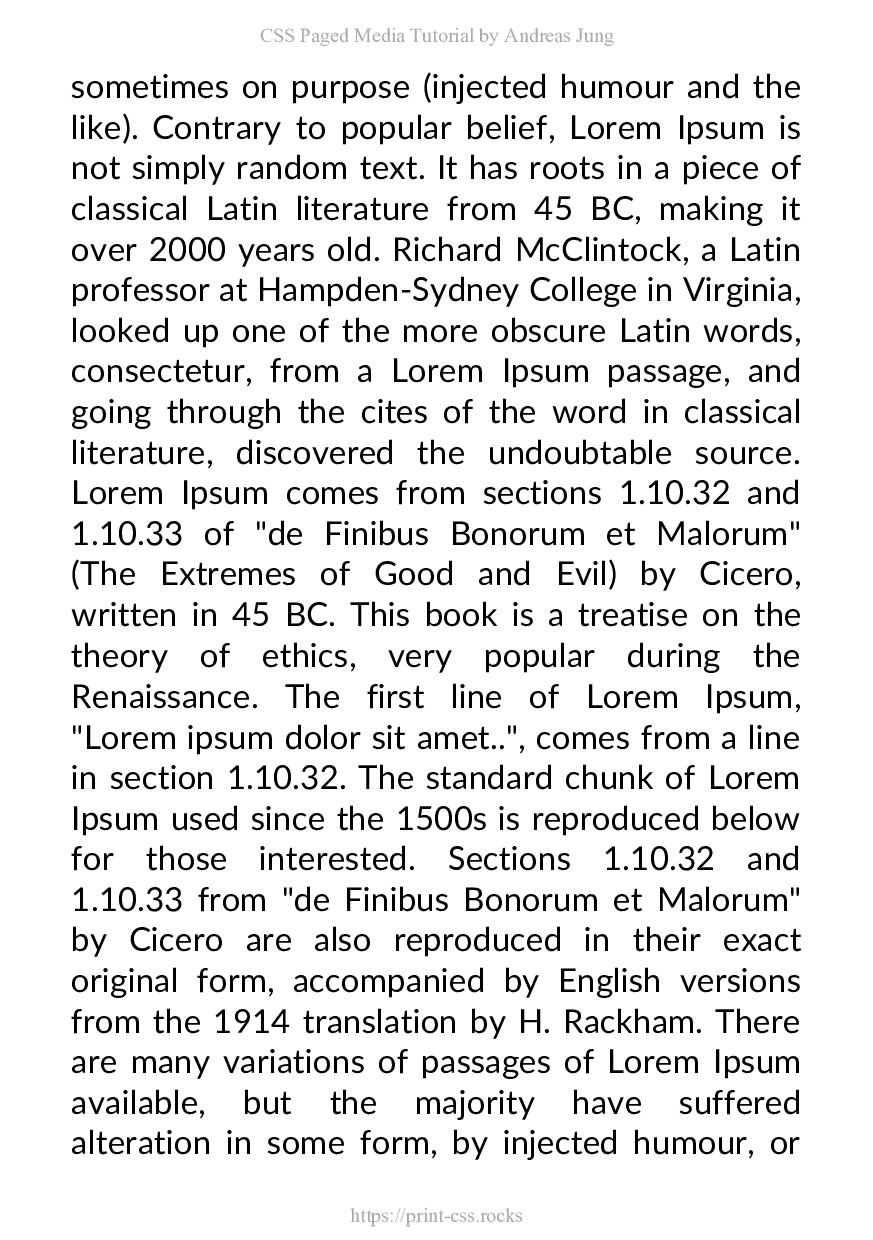 CSS Paged Media Tutorial by Andreas Jung
sometimes on purpose (injected humour and the
like). Contrary to popular belief, Lorem Ipsum is
not simply random text. It has roots in a piece of
classical Latin literature from 45 BC, making it
over 2000 years old. Richard McClintock, a Latin
professor at Hampden-Sydney College in Virginia,
looked up one of the more obscure Latin words,
consectetur, from a Lorem Ipsum passage, and
going through the cites of the word in classical
literature, discovered the undoubtable source.
Lorem Ipsum comes from sections 1.10.32 and
1.10.33 of "de Finibus Bonorum et Malorum"
(The Extremes of Good and Evil) by Cicero,
written in 45 BC. This book is a treatise on the
theory of ethics, very popular during the
Renaissance. The first line of Lorem Ipsum,
"Lorem ipsum dolor sit amet..", comes from a line
in section 1.10.32. The standard chunk of Lorem
Ipsum used since the 1500s is reproduced below
for those interested. Sections 1.10.32 and
1.10.33 from "de Finibus Bonorum et Malorum"
by Cicero are also reproduced in their exact
original form, accompanied by English versions
from the 1914 translation by H. Rackham. There
are many variations of passages of Lorem Ipsum
available, but the majority have suffered
alteration in some form, by injected humour, or
https://print-css.rocks